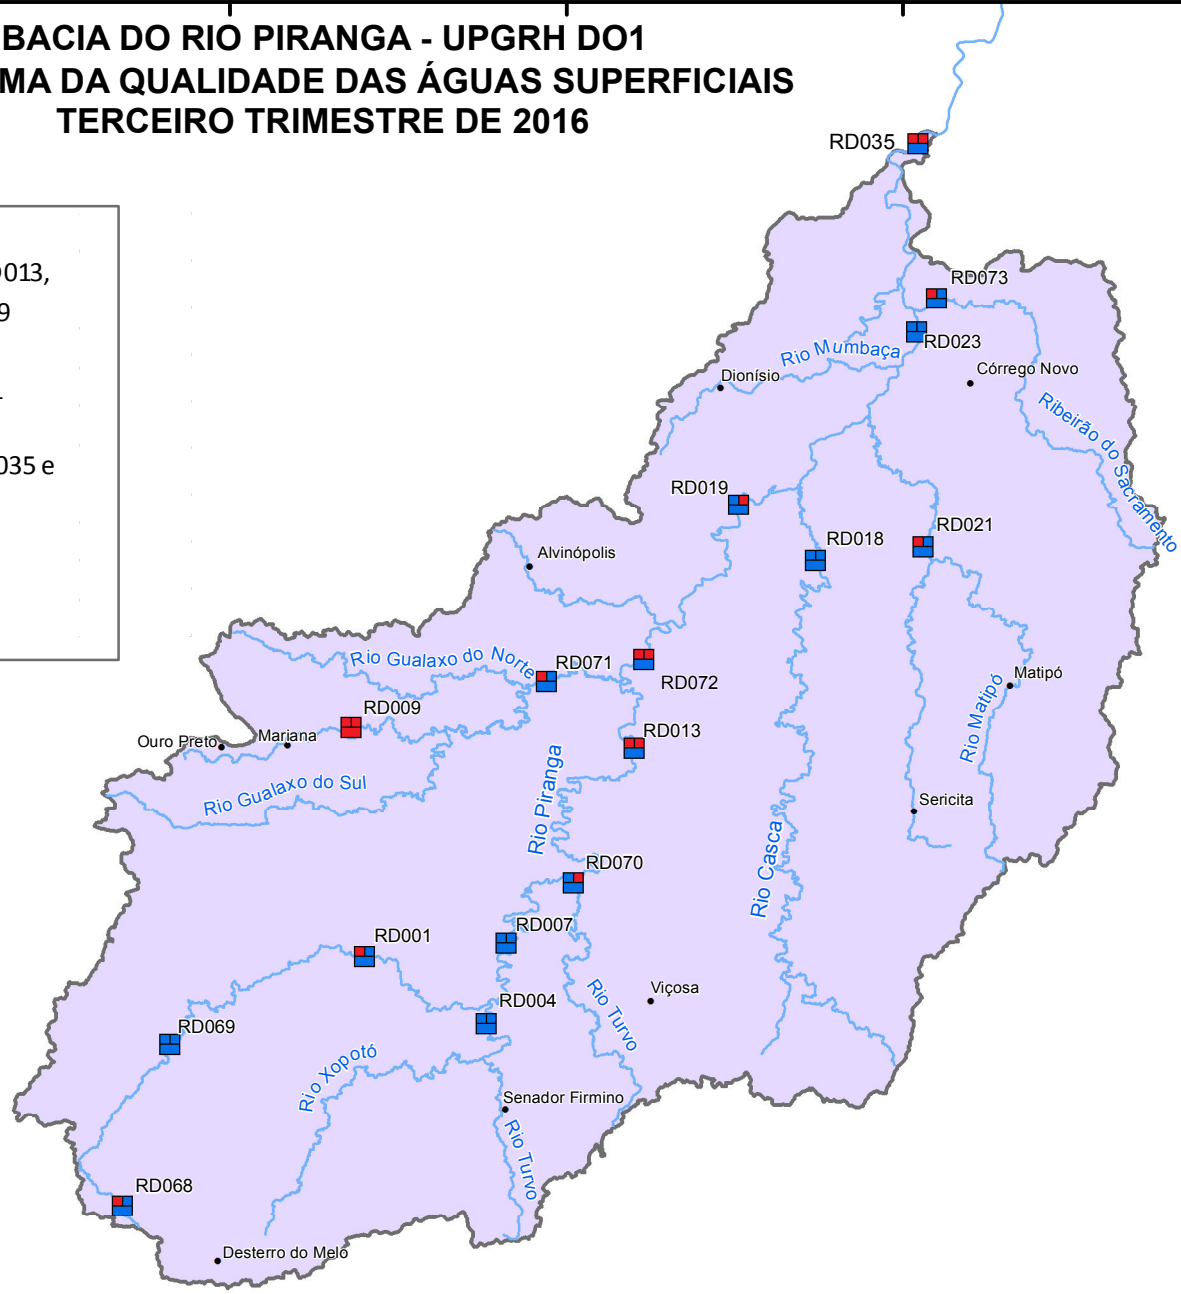 BACIA DO RIO PIRANGA - UPGRH DO1
MA DA QUALIDADE DAS ÁGUAS SUPERFICIAIS
TERCEIRO TRIMESTRE DE 2016
RD035
013,
9
035 e
RD073
RD023
Rio Mumbaça
Dionísio
Córrego Novo
Ribeirão do Sacramento
RD019
RD021
RD018
Alvinópolis
Rio Gualaxo do Norte
RD071
RD072
Matipó
RD009
Rio Matipó
RD013
Ouro Preto
Mariana
Rio Gualaxo do Sul
Rio Piranga
Sericita
Rio Casca
RD070
RD007
RD001
Viçosa
RD004
Rio Turvo
RD069
Rio Xopotó
Senador Firmino
Rio Turvo
RD068
Desterro do Melo